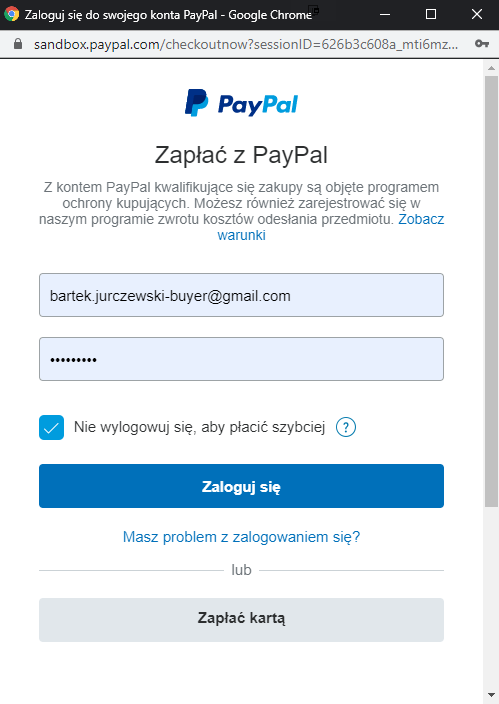 Zaloguj się do swojego konta PayPal - Google Chrome
sandbox.paypal.com/checkoutnow?sessionID=626b3c608a_mti6mz...
PayPal
Zapłać z PayPal
Z kontem PayPal kwalifikujące się zakupy są objęte programem
ochrony kupujących. Możesz również zarejestrować się w
naszym programie zwrotu kosztów odesłania przedmiotu. Zobacz
warunki
bartek.jurczewski-buyer@gmail.com
•••••••••
Nie wylogowuj się, aby płacić szybciej ?
Zaloguj się
Masz problem z zalogowaniem się?
lub
Zapłać kartą